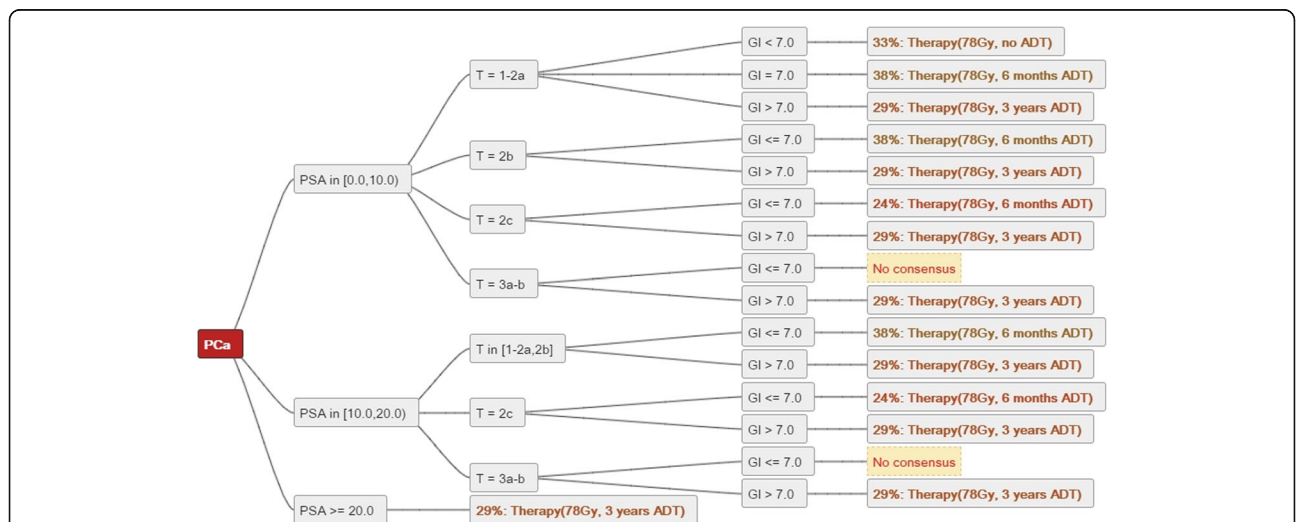 GI < 7.0
33%: Therapy(78Gy, no ADT)
T = 1-2a
GI = 7.0
38%: Therapy(78Gy, 6 months ADT)
GI > 7.0
29%: Therapy(78Gy, 3 years ADT)
GI <= 7.0
38%: Therapy(78Gy, 6 months ADT)
T = 2b
GI > 7.0
29%: Therapy(78Gy, 3 years ADT)
PSA in [0.0,10.0)
GI <= 7.0
24%: Therapy(78Gy, 6 months ADT)
T = 2c
GI > 7.0
29%: Therapy(78Gy, 3 years ADT)
GI <= 7.0
No consensus
T = 3a-b
GI > 7.0
29%: Therapy(78Gy, 3 years ADT)
PCa
GI <= 7.0
38%: Therapy(78Gy, 6 months ADT)
T in [1-2a,2b]
GI > 7.0
29%: Therapy(78Gy, 3 years ADT)
GI <= 7.0
24%: Therapy(78Gy, 6 months ADT)
PSA in [10.0,20.0)
T = 2c
GI > 7.0
29%: Therapy(78Gy, 3 years ADT)
GI <= 7.0
No consensus
T = 3a-b
GI > 7.0
29%: Therapy(78Gy, 3 years ADT)
PSA >= 20.0
29%: Therapy(78Gy, 3 years ADT)